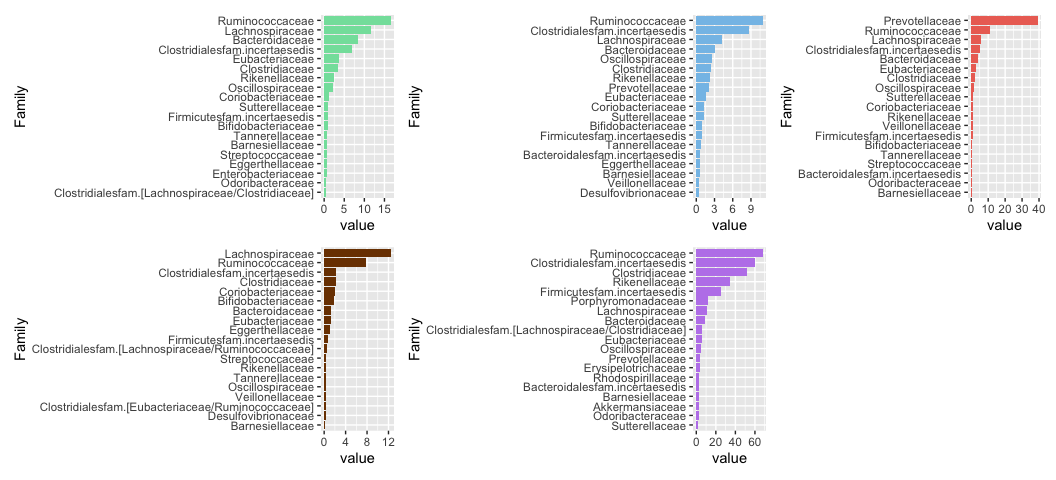 Family
Ruminococcaceae
Lachnospiraceae
Bacteroidaceae
Clostridialesfam.incertaesedis
Eubacteriaceae
Clostridiaceae
Rikenellaceae
Oscillospiraceae
Coriobacteriaceae
Sutterellaceae
Firmicutesfam.incertaesedis
Bifidobacteriaceae
Tannerellaceae
Barnesiellaceae
Streptococcaceae
Eggerthellaceae
Enterobacteriaceae
Odoribacteraceae
Clostridialesfam.[Lachnospiraceae/Clostridiaceae]
0 5 10 15
value
Family
Ruminococcaceae
Clostridialesfam.incertaesedis
Lachnospiraceae
Bacteroidaceae
Oscillospiraceae
Clostridiaceae
Rikenellaceae
Prevotellaceae
Eubacteriaceae
Coriobacteriaceae
Sutterellaceae
Bifidobacteriaceae
Firmicutesfam.incertaesedis
Tannerellaceae
Bacteroidalesfam.incertaesedis
Eggerthellaceae
Barnesiellaceae
Veillonellaceae
Desulfovibrionaceae
0 3 6 9
value
Family
Prevotellaceae
Ruminococcaceae
Lachnospiraceae
Clostridialesfam.incertaesedis
Bacteroidaceae
Eubacteriaceae
Clostridiaceae
Oscillospiraceae
Sutterellaceae
Coriobacteriaceae
Rikenellaceae
Veillonellaceae
Firmicutesfam.incertaesedis
Bifidobacteriaceae
Tannerellaceae
Streptococcaceae
Bacteroidalesfam.incertaesedis
Odoribacteraceae
Barnesiellaceae
0 10 20 30 40
value
Family
Lachnospiraceae
Ruminococcaceae
Clostridialesfam.incertaesedis
Clostridiaceae
Coriobacteriaceae
Bifidobacteriaceae
Bacteroidaceae
Eubacteriaceae
Eggerthellaceae
Firmicutesfam.incertaesedis
Clostridialesfam.[Lachnospiraceae/Ruminococcaceae]
Streptococcaceae
Rikenellaceae
Tannerellaceae
Oscillospiraceae
Veillonellaceae
Clostridialesfam.[Eubacteriaceae/Ruminococcaceae]
Desulfovibrionaceae
Barnesiellaceae
0 4 8 12
value
Family
Ruminococcaceae
Clostridialesfam.incertaesedis
Clostridiaceae
Rikenellaceae
Firmicutesfam.incertaesedis
Porphyromonadaceae
Lachnospiraceae
Bacteroidaceae
Clostridialesfam.[Lachnospiraceae/Clostridiaceae]
Eubacteriaceae
Oscillospiraceae
Prevotellaceae
Erysipelotrichaceae
Rhodospirillaceae
Bacteroidalesfam.incertaesedis
Barnesiellaceae
Akkermansiaceae
Odoribacteraceae
Sutterellaceae
0 20 40 60
value